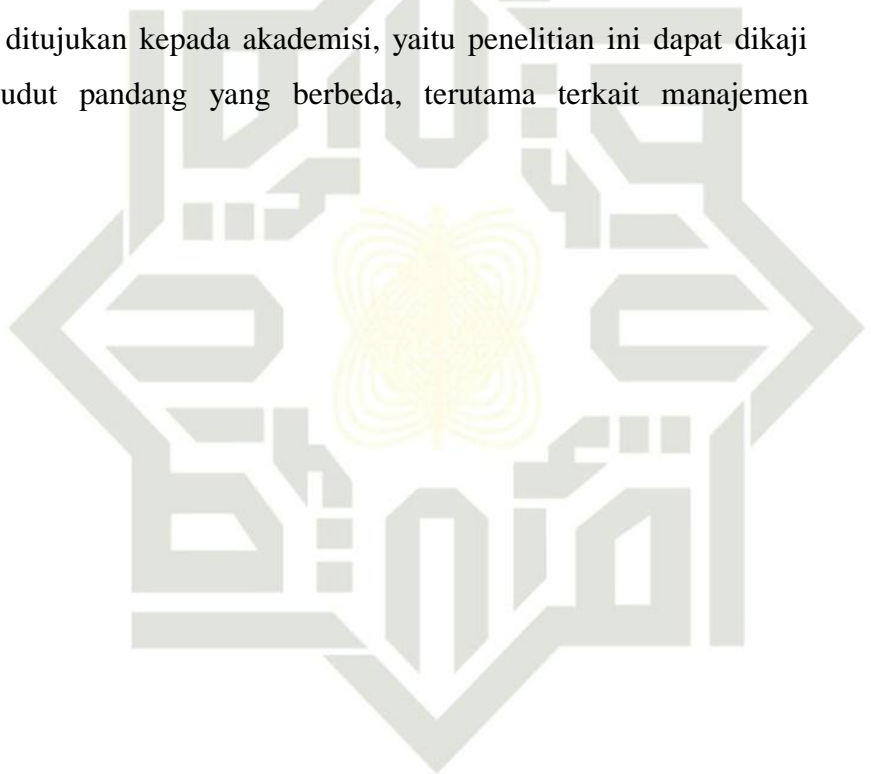 ditujukan kepada akademisi, yaitu penelitian ini dapat dikaji
udut pandang yang berbeda, terutama terkait manajemen